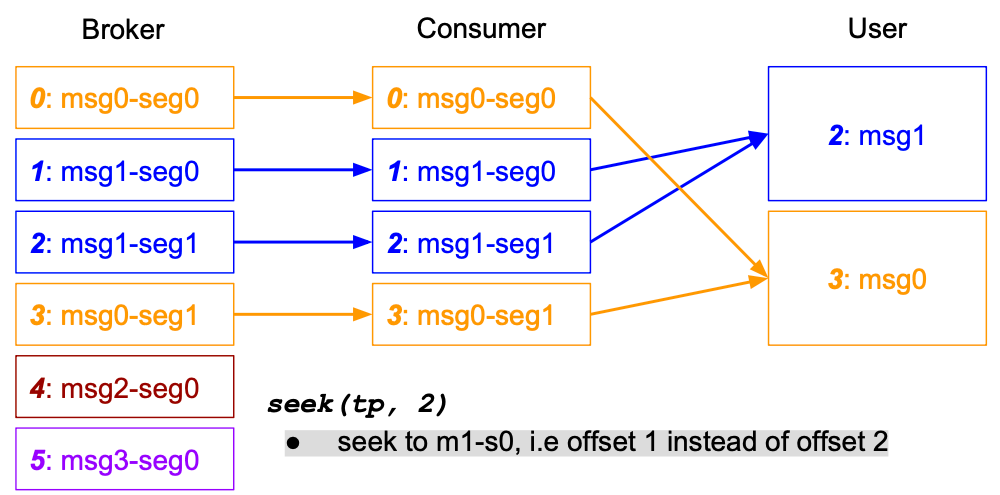 Broker
Consumer
User
0: msg0-seg0
1: msg1-seg0
2: msg1-seg1
3: msg0-seg1
4: msg2-seg0
5: msg3-seg0
0: msg0-seg0
1: msg1-seg0
2: msg1-seg1
3: msg0-seg1
2: msg1
3: msg0
seek(tp, 2)
● seek to m1-s0, i.e offset 1 instead of offset 2